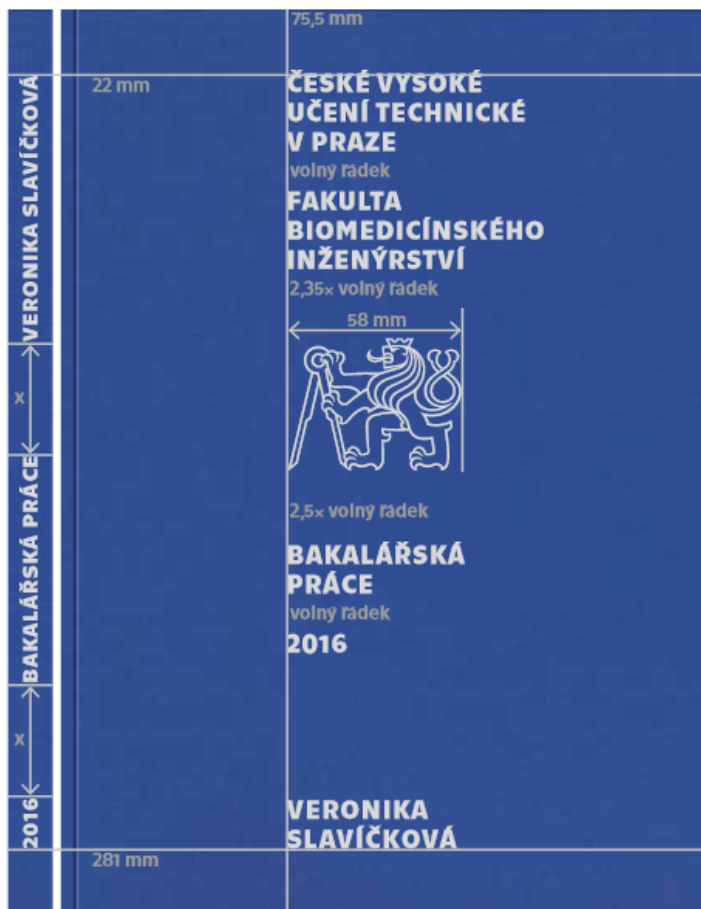 VERONIKA SLAVÍČKOVÁ
x
BAKALÁŘSKÁ PRÁCE
x
2016
75,5 mm
22 mm
ČESKÉ VYSOKÉ
UČENÍ TECHNICKÉ
V PRAZE
volný řádek
FAKULTA
BIOMEDICÍNSKÉHO
INŽENÝRSTVÍ
2,35× volný řádek
58 mm
2,5× volný řádek
BAKALÁŘSKÁ
PRÁCE
volný řádek
2016
VERONIKA
SLAVÍČKOVÁ
281 mm